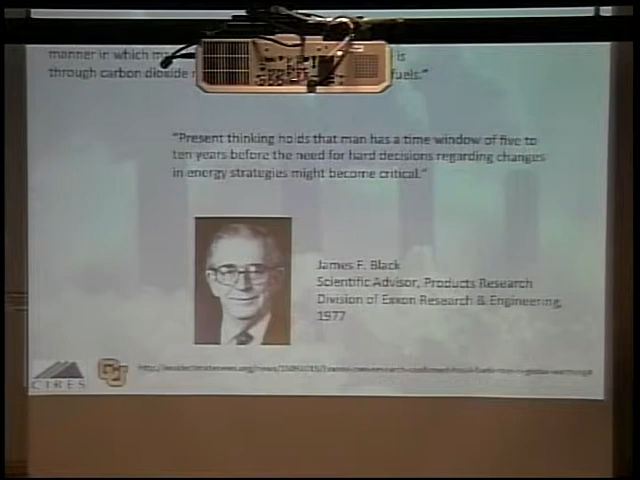 manner in which is
through carbon dioxide fuels."
"Present thinking holds that man has a time window of five to
ten years before the need for hard decisions regarding changes
in energy strategies might become critical."
James F. Black
Scientific Advisor, Products Research
Division of Exxon Research & Engineering,
1977
CIRES
CU